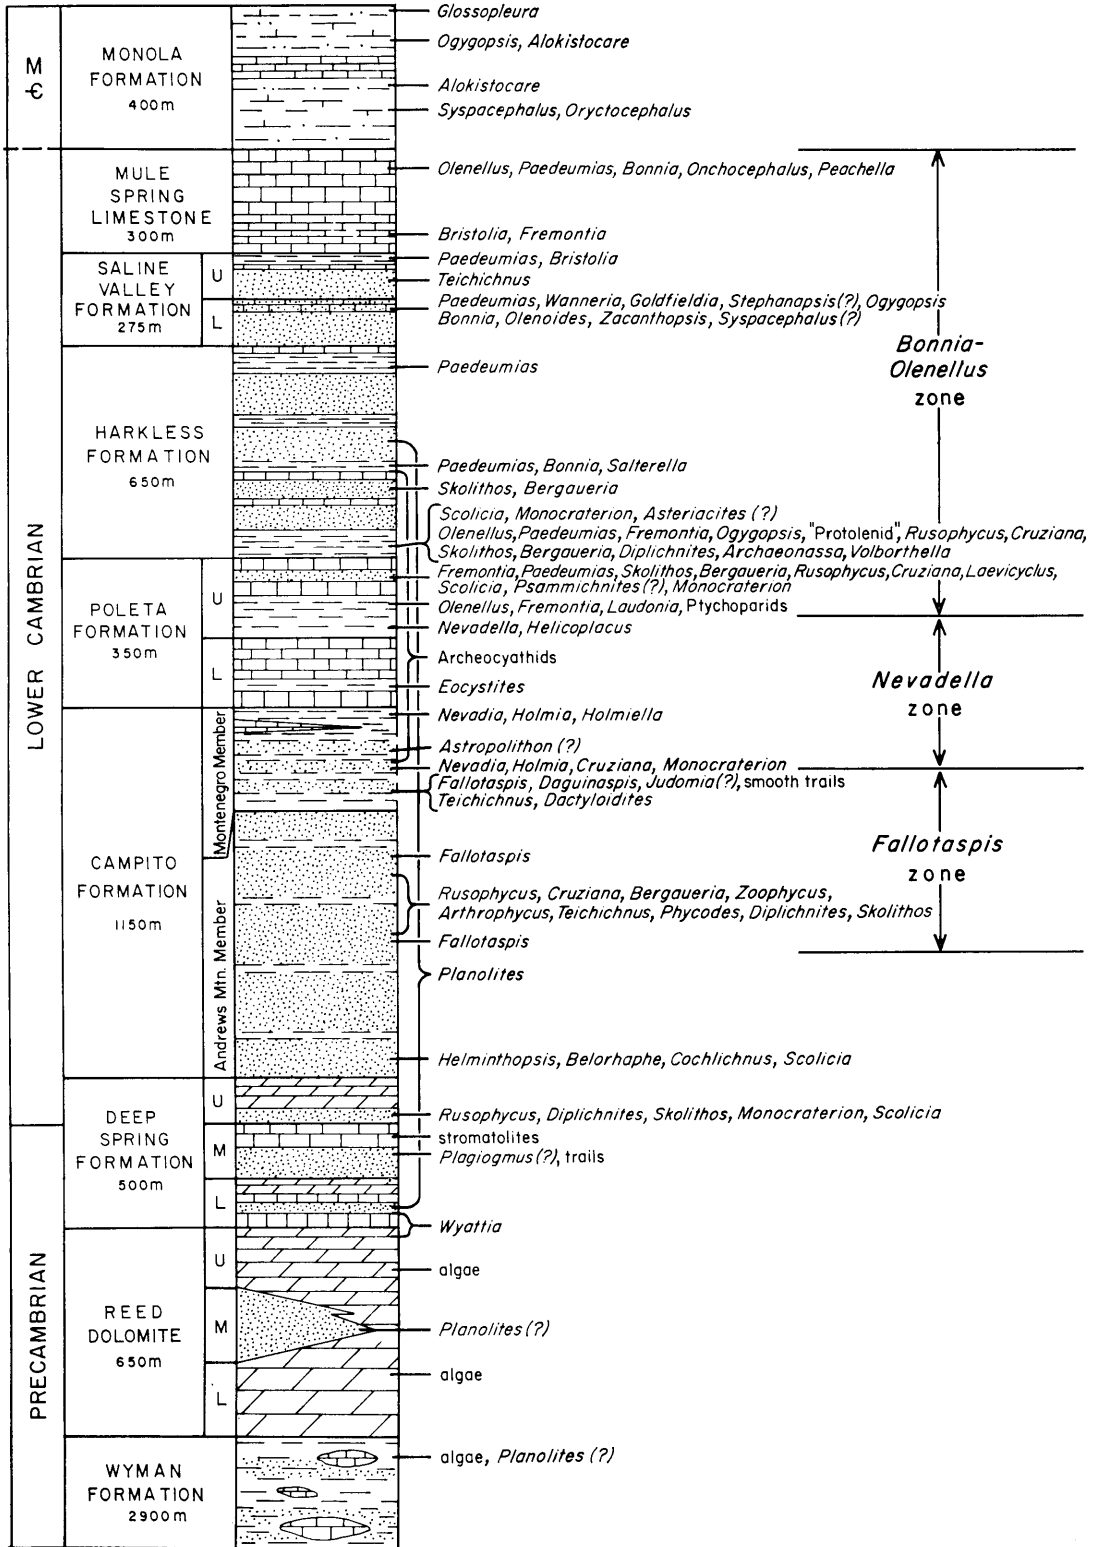 M
Є
MONOLA
FORMATION
400m
Glossopleura
Ogygopsis, Alokistocare
Alokistocare
Syspacephalus, Oryctocephalus
LOWER CAMBRIAN
MULE
SPRING
LIMESTONE
300m
Olenellus, Paedeumias, Bonnia, Onchocephalus, Peachella
Bristolia, Fremontia
SALINE
VALLEY
FORMATION
275m
U
L
Paedeumias, Bristolia
Teichichnus
Paedeumias, Wanneria, Goldfieldia, Stephanapsis(?), Ogygopsis
Bonnia, Olenoides, Zacanthopsis, Syspacephalus(?)
HARKLESS
FORMATION
650m
Paedeumias
Paedeumias, Bonnia, Salterella
Skolithos, Bergaueria
Scolicia, Monocraterion, Asteriacites (?)
Olenellus, Paedeumias, Fremontia, Ogygopsis, "Protolenid", Rusophycus, Cruziana,
Skolithos, Bergaueria, Diplichnites, Archaeonassa, Volborthella
Bonnia-
Olenellus
zone
POLETA
FORMATION
350m
U
L
Fremontia, Paedeumias, Skolithos, Bergaueria, Rusophycus, Cruziana, Laevicyclus,
Scolicia, Psammichnites(?), Monocraterion
Olenellus, Fremontia, Laudonia, Ptychoparids
Nevadella, Helicoplacus
Archeocyathids
Eocystites
Nevadella
zone
CAMPITO
FORMATION
1150m
Montenegro Member
Andrews Mtn. Member
Nevadia, Holmia, Holmiella
Astropolithon (?)
Nevadia, Holmia, Cruziana, Monocraterion
Fallotaspis, Daguinaspis, Judomia(?), smooth trails
Teichichnus, Dactyloidites
Fallotaspis
Rusophycus, Cruziana, Bergaueria, Zoophycus,
Arthrophycus, Teichichnus, Phycodes, Diplichnites, Skolithos
Fallotaspis
Planolites
Helminthopsis, Belorhaphe, Cochlichnus, Scolicia
Fallotaspis
zone
DEEP
SPRING
FORMATION
500m
U
M
L
Rusophycus, Diplichnites, Skolithos, Monocraterion, Scolicia
stromatolites
Plagiogmus(?), trails
Wyattia
PRECAMBRIAN
REED
DOLOMITE
650m
U
M
L
algae
Planolites (?)
algae
WYMAN
FORMATION
2900m
algae, Planolites (?)